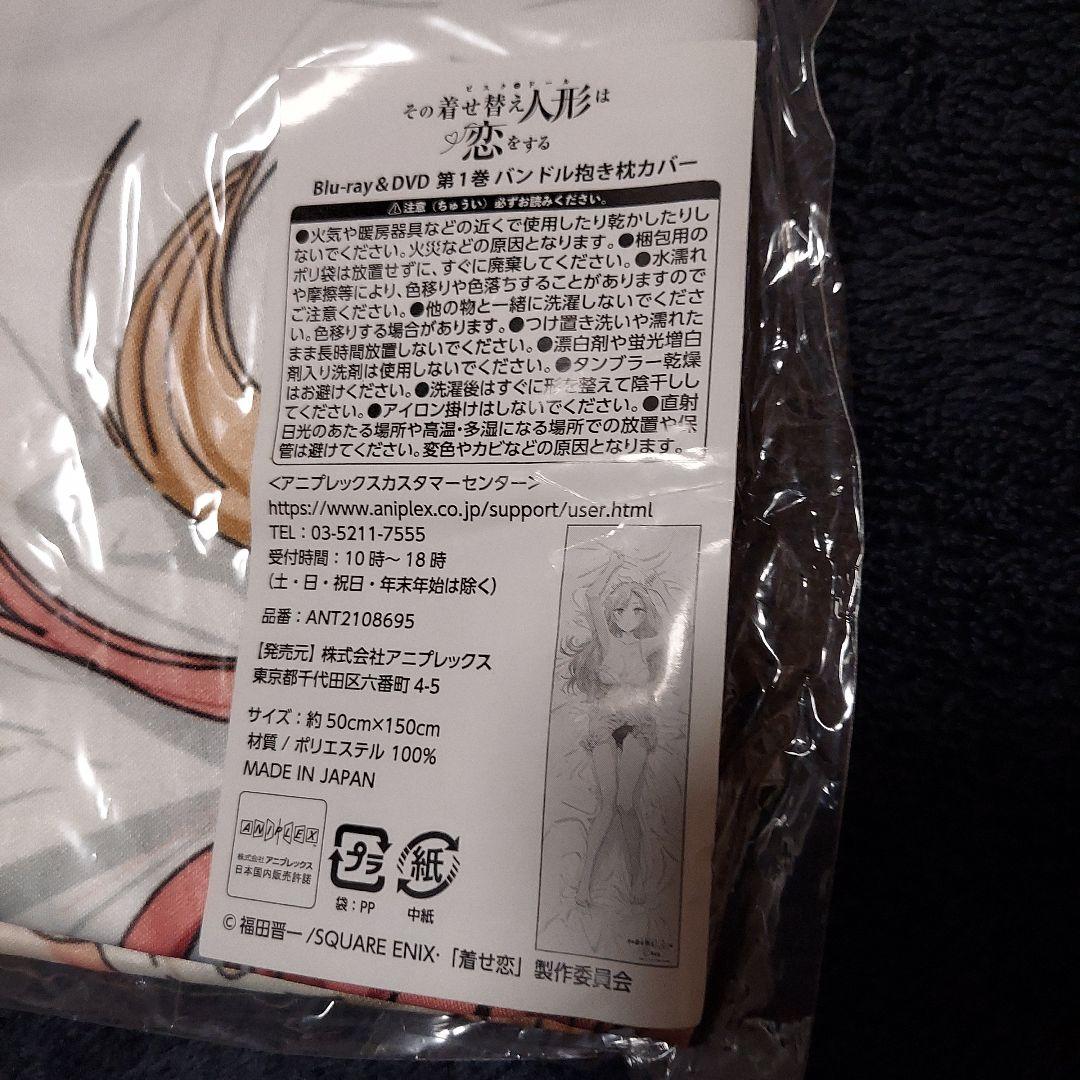 その着せ替え人形は
ビスク・ドール
恋をする
Blu-ray＆DVD 第1巻 バンドル抱き枕カバー
⚠注意（ちゅうい）必ずお読みください。
●火気や暖房器具などの近くで使用したり乾かしたりし
ないでください。火災などの原因となります。●梱包用の
ポリ袋は放置せずに、すぐに廃棄してください。●水濡れ
や摩擦等により、色移りや色落ちすることがありますので
ご注意ください。●他の物と一緒に洗濯しないでくださ
い。色移りする場合があります。●つけ置き洗いや濡れた
まま長時間放置しないでください。●漂白剤や蛍光増白
剤入り洗剤は使用しないでください。●タンブラー乾燥
はお避けください。●洗濯後はすぐに形を整えて陰干しし
てください。●アイロン掛けはしないでください。●直射
日光のあたる場所や高温・多湿になる場所での放置や保
管は避けてください。変色やカビなどの原因となります。
＜アニプレックスカスタマーセンター＞
https://www.aniplex.co.jp/support/user.html
TEL：03-5211-7555
受付時間：10時〜18時
（土・日・祝日・年末年始は除く）
品番：ANT2108695
【発売元】株式会社アニプレックス
東京都千代田区六番町 4-5
サイズ：約50cm×150cm
材質 / ポリエステル 100%
MADE IN JAPAN
ANIPLEX
株式会社アニプレックス
日本国内販売許諾
プラ
袋：PP
紙
中紙
©福田晋一/SQUARE ENIX・「着せ恋」製作委員会